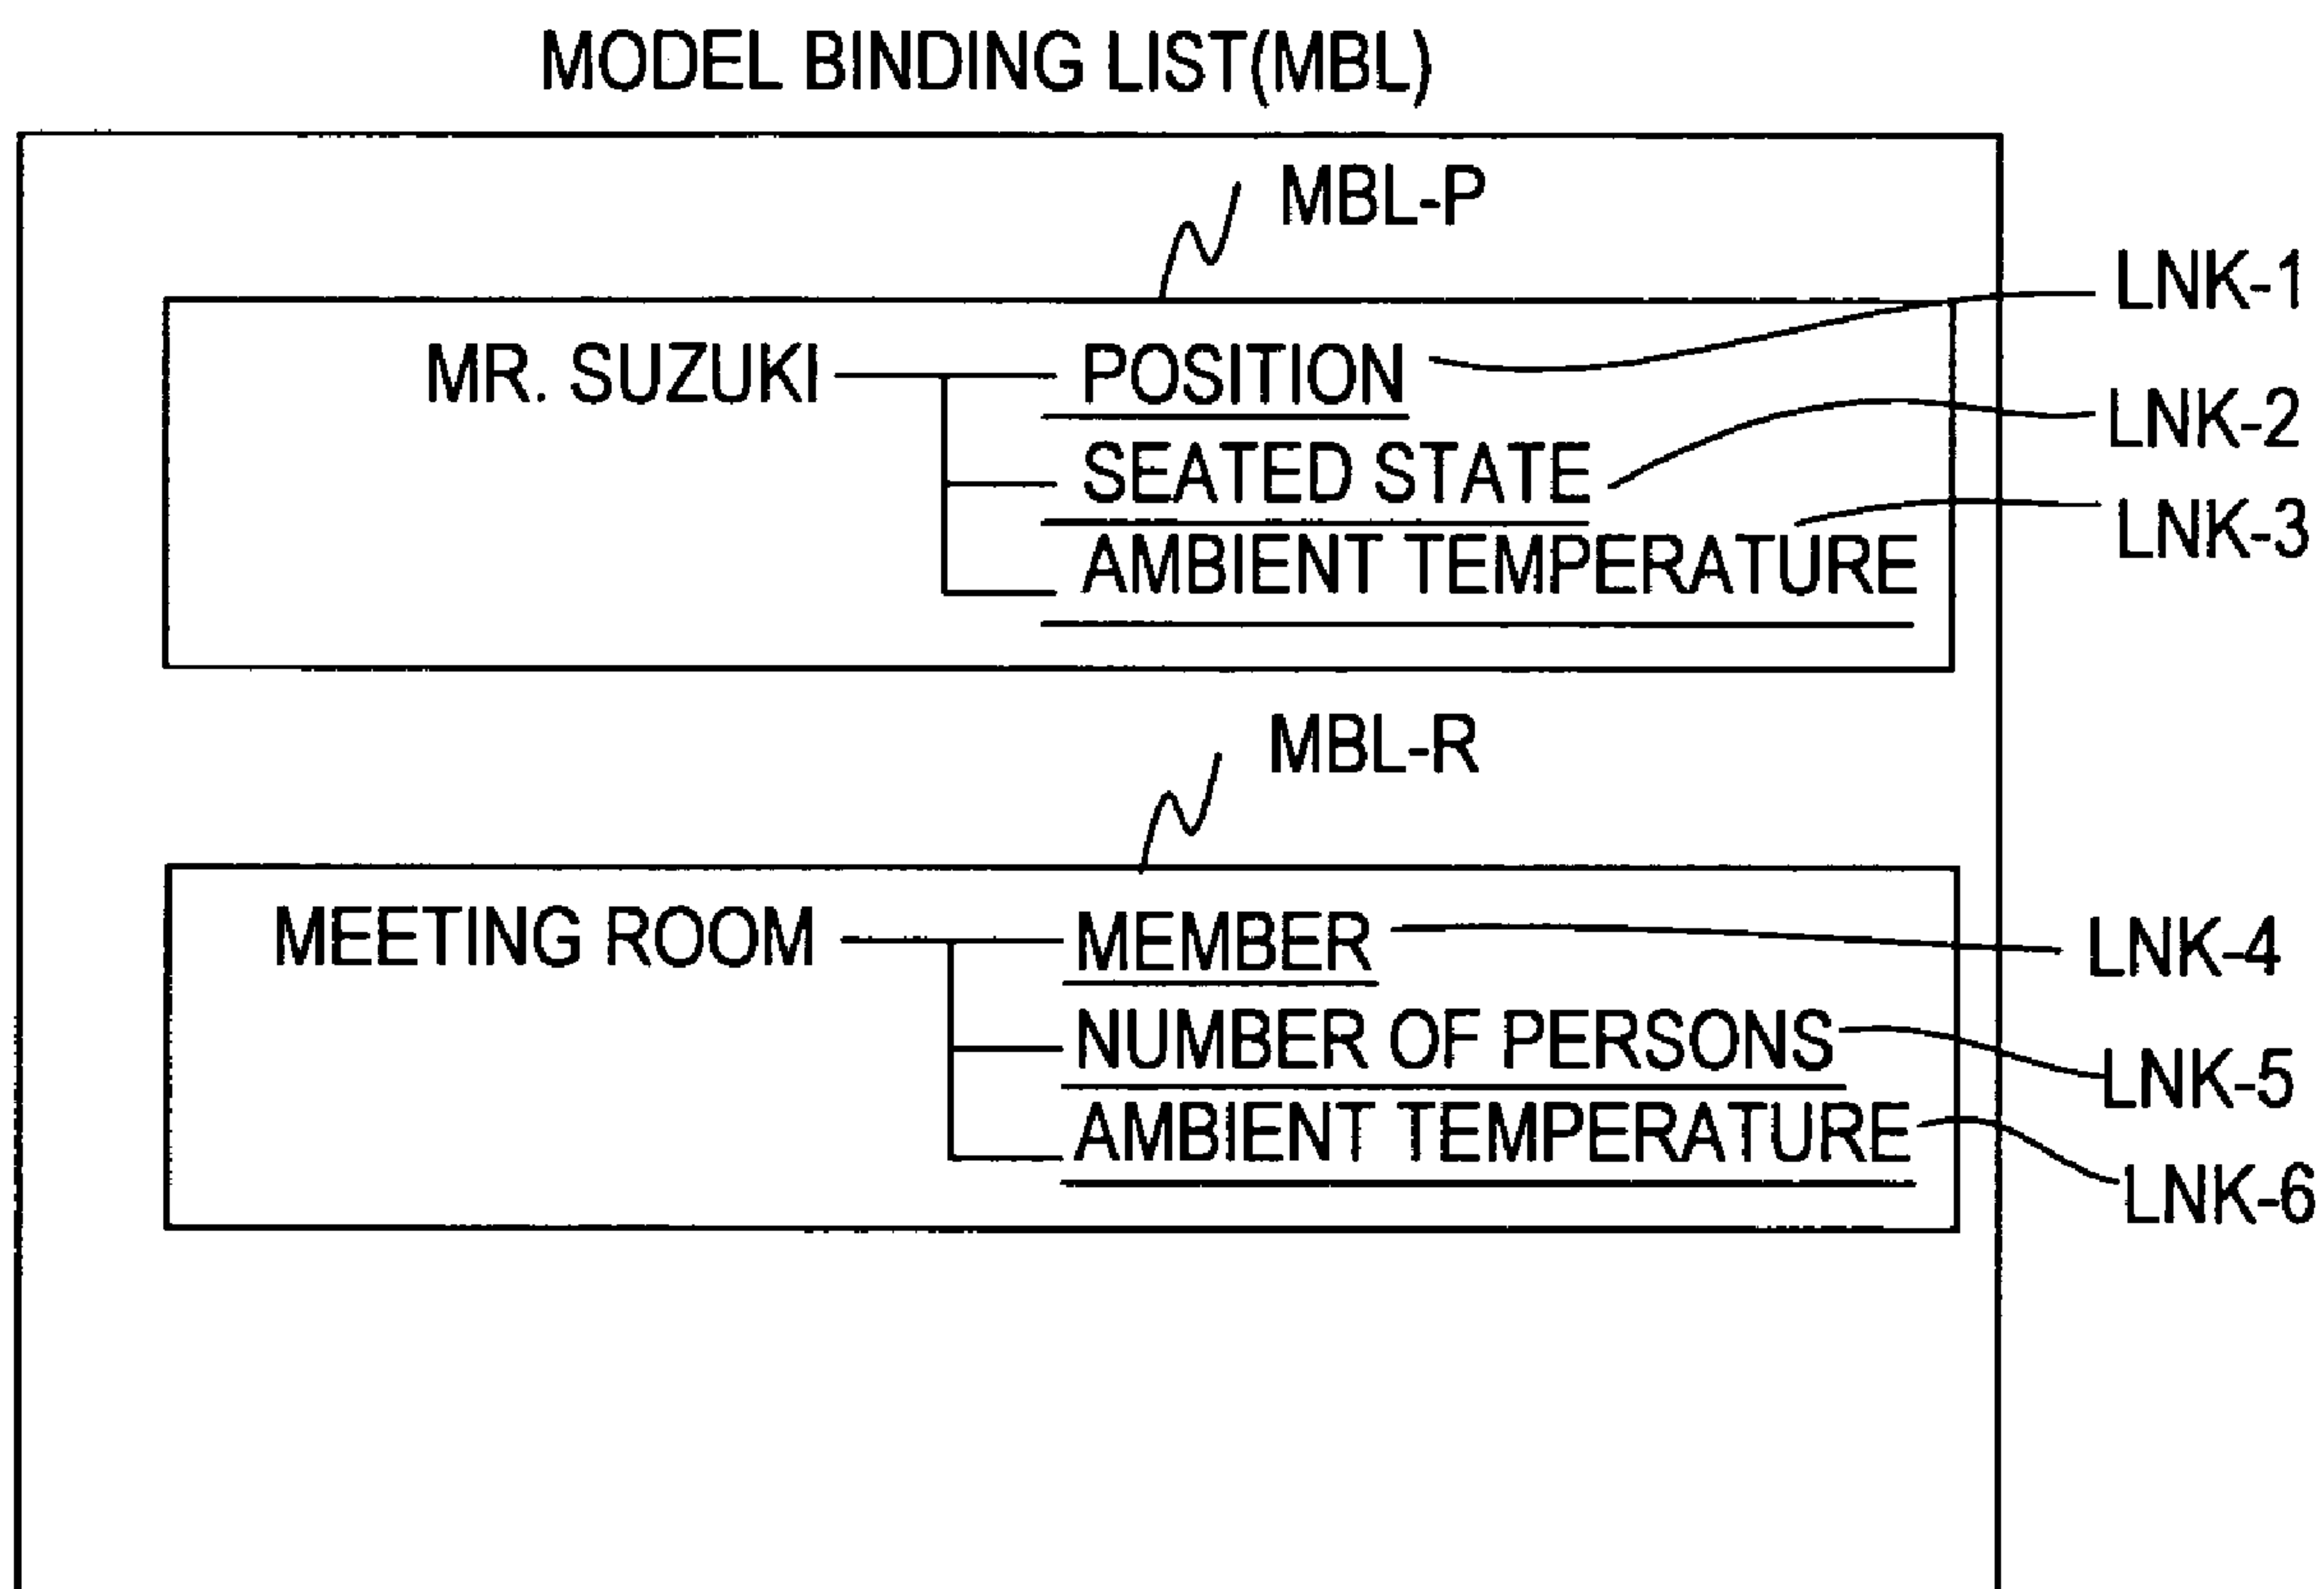 MODEL BINDING LIST(MBL)
MBL-P
LNK-1
MR. SUZUKI POSITION
LNK-2
SEATED STATE
LNK-3
AMBIENT TEMPERATURE
MBL-R
MEETING ROOM MEMBER LNK-4
NUMBER OF PERSONS
LNK-5
AMBIENT TEMPERATURE
LNK-6